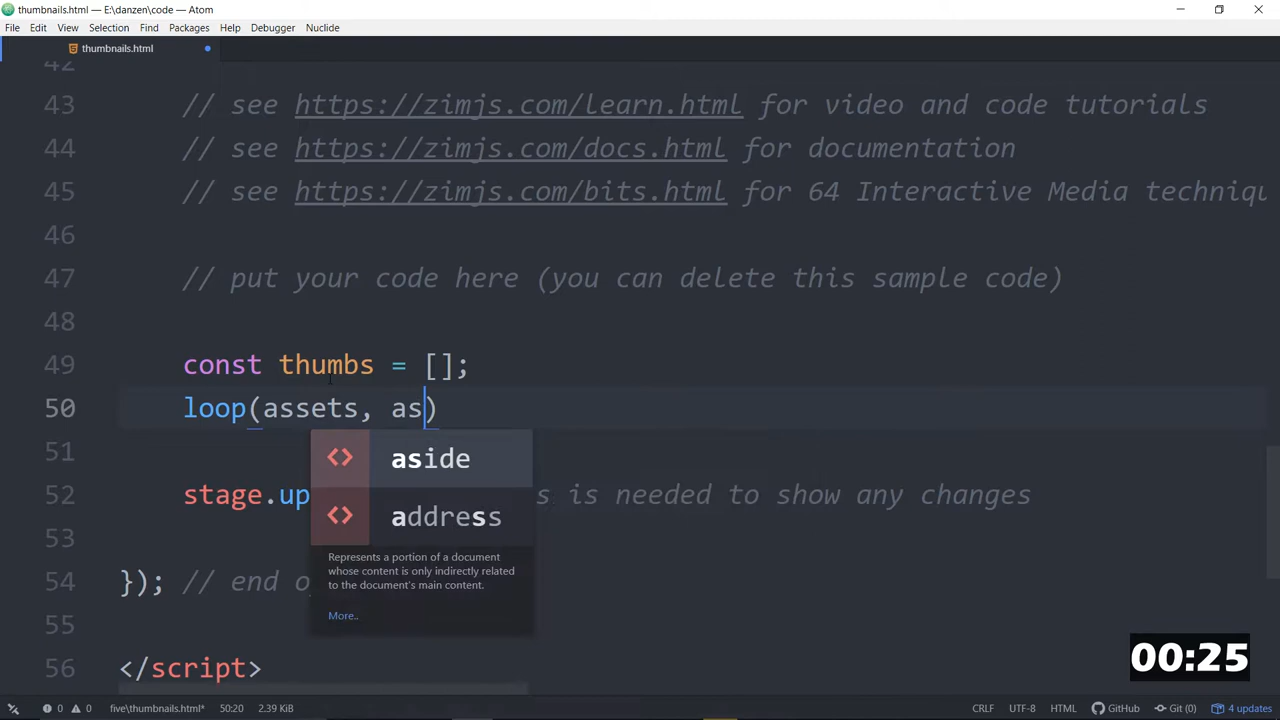 thumbnails.html — E:\danzen\code — Atom
File Edit View Selection Find Packages Help Debugger Nuclide
thumbnails.html
42
43 // see https://zimjs.com/learn.html for video and code tutorials
44 // see https://zimjs.com/docs.html for documentation
45 // see https://zimjs.com/bits.html for 64 Interactive Media techniqu
46
47 // put your code here (you can delete this sample code)
48
49 const thumbs = [];
50 loop(assets, as)
51
<> aside
52 stage.up s is needed to show any changes
<> address
53
Represents a portion of a document
whose content is only indirectly related
to the document's main content.
54 }); // end o
More..
55
56 </script>
00:25
0 0 five\thumbnails.html* 50:20 2.39 KiB CRLF UTF-8 HTML GitHub Git (0) 4 updates